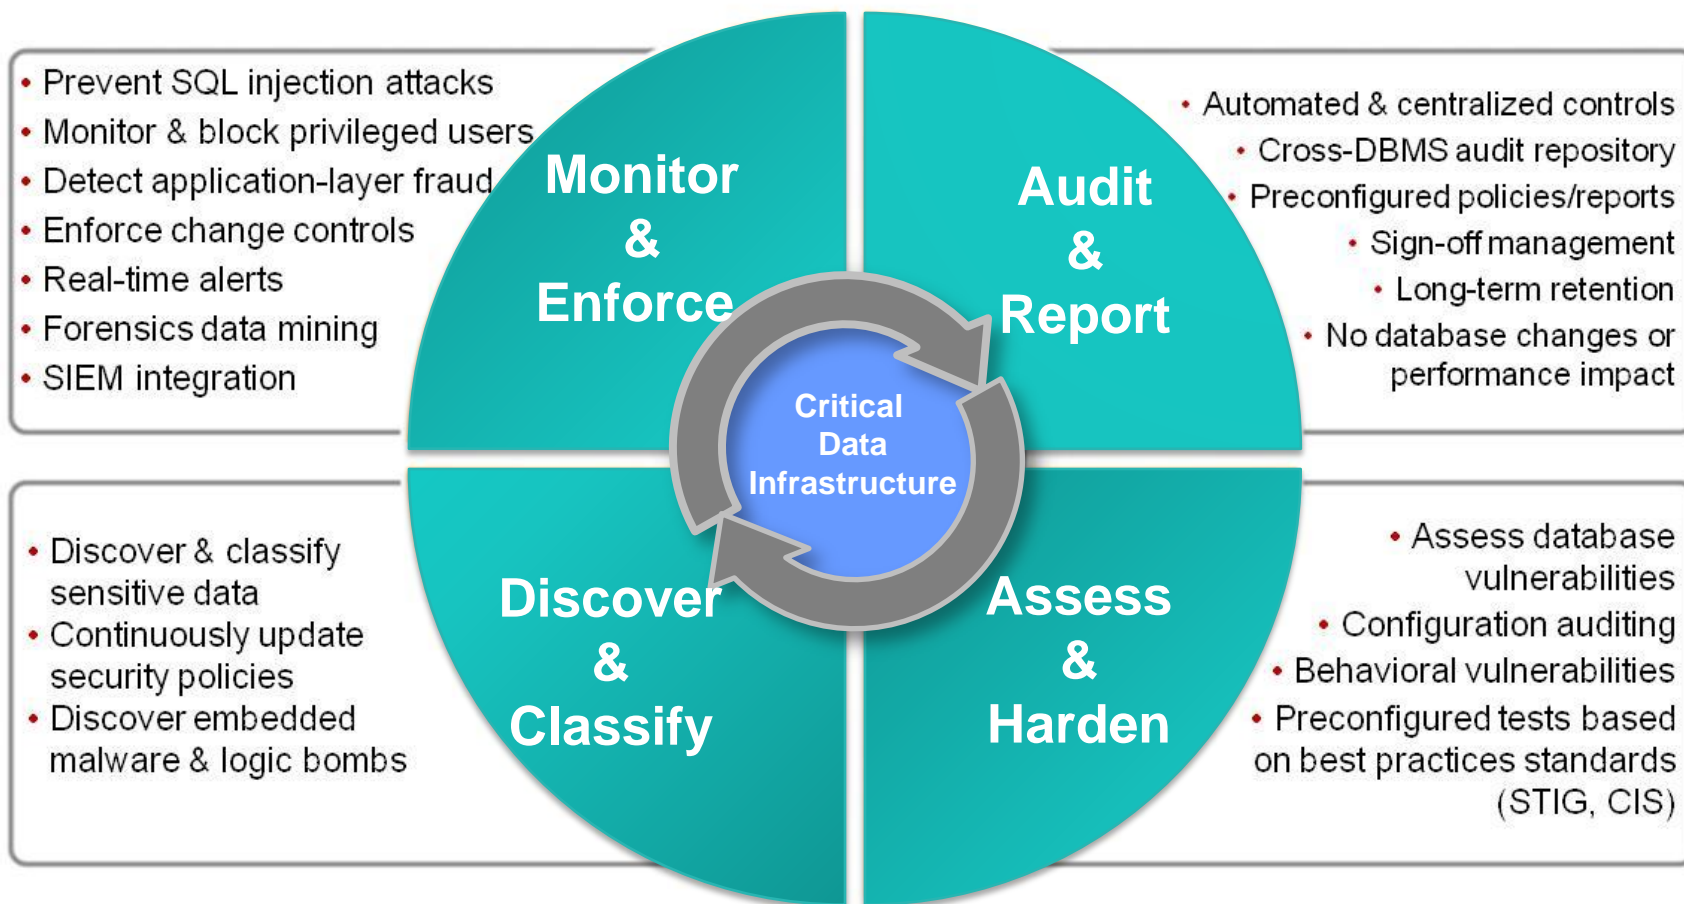 • Prevent SQL injection attacks
• Monitor & block privileged users
• Detect application-layer fraud
• Enforce change controls
• Real-time alerts
• Forensics data mining
• SIEM integration
Monitor
&
Enforce
Audit
&
Report
• Automated & centralized controls
• Cross-DBMS audit repository
• Preconfigured policies/reports
• Sign-off management
• Long-term retention
• No database changes or
performance impact
Critical
Data
Infrastructure
• Discover & classify
sensitive data
• Continuously update
security policies
• Discover embedded
malware & logic bombs
Discover
&
Classify
Assess
&
Harden
• Assess database
vulnerabilities
• Configuration auditing
• Behavioral vulnerabilities
• Preconfigured tests based
on best practices standards
(STIG, CIS)